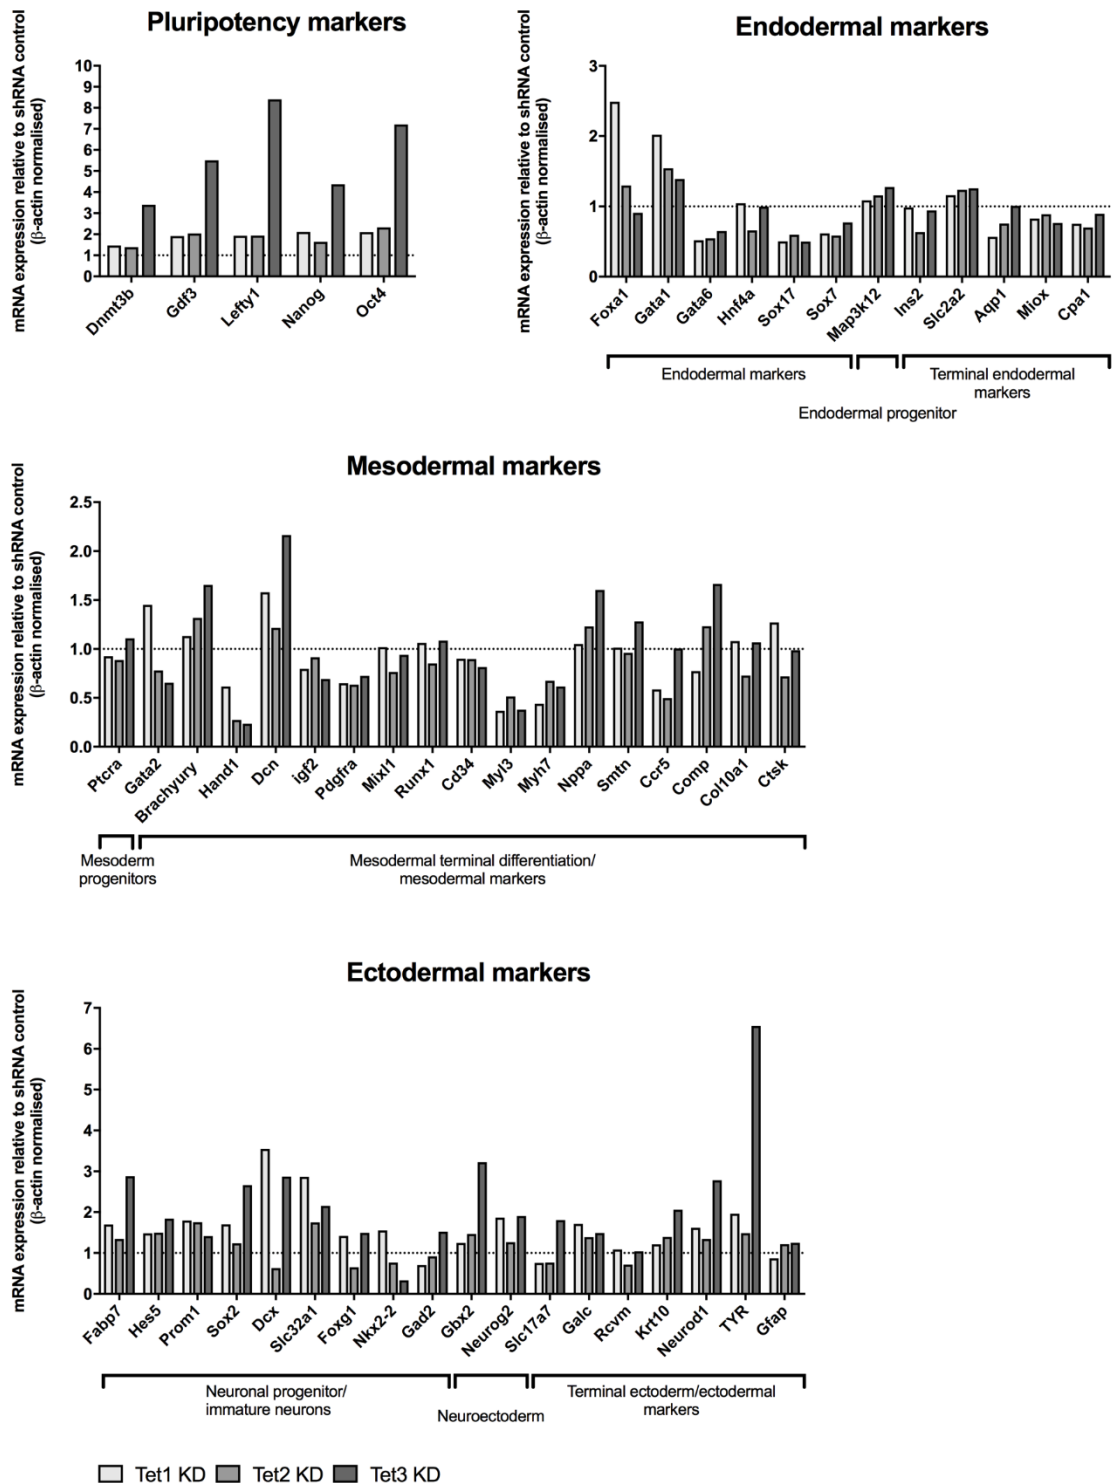 Pluripotency markers
mRNA expression relative to shRNA control
(β-actin normalised)
10
9
8
7
6
5
4
3
2
1
0
Dnmt3b
Gdf3
Lefty1
Nanog
Oct4
Endodermal markers
mRNA expression relative to shRNA control
(β-actin normalised)
3
2
1
0
Foxa1
Gata1
Gata6
Hnf4a
Sox17
Sox7
Map3k12
Ins2
Slc2a2
Aqp1
Miox
Cpa1
Endodermal markers
Terminal endodermal
markers
Endodermal progenitor
Mesodermal markers
mRNA expression relative to shRNA control
(β-actin normalised)
2.5
2.0
1.5
1.0
0.5
0.0
Ptcra
Gata2
Brachyury
Hand1
Dcn
igf2
Pdgfra
Mixl1
Runx1
Cd34
Myl3
Myh7
Nppa
Smtn
Ccr5
Comp
Col10a1
Ctsk
Mesoderm
progenitors
Mesodermal terminal differentiation/
mesodermal markers
Ectodermal markers
mRNA expression relative to shRNA control
(β-actin normalised)
7
6
5
4
3
2
1
0
Fabp7
Hes5
Prom1
Sox2
Dcx
Slc32a1
Foxg1
Nkx2-2
Gad2
Gbx2
Neurog2
Slc17a7
Galc
Rcvrn
Krt10
Neurod1
TYR
Gfap
Neuronal progenitor/
immature neurons
Neuroectoderm
Terminal ectoderm/ectodermal
markers
Tet1 KD
Tet2 KD
Tet3 KD